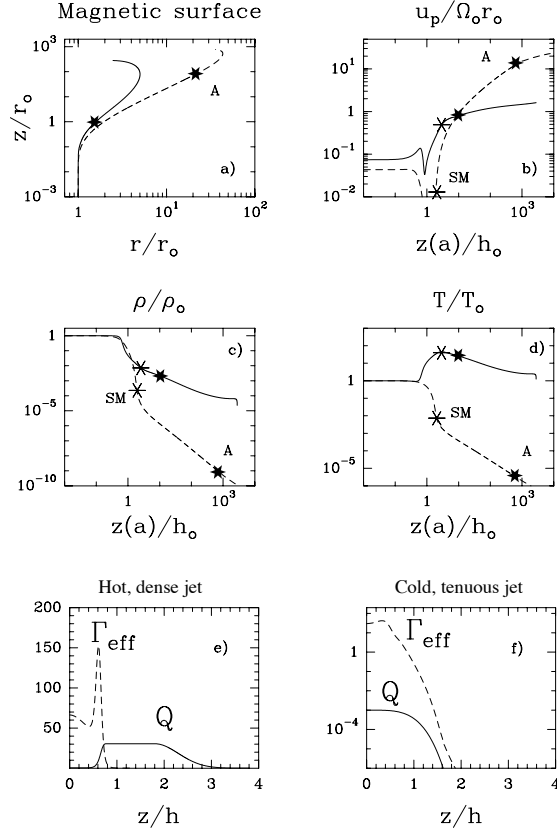 Magnetic surface
u_p/Ω_o r_o
10^3
1
10^-3
z/r_o
A
a)
1
10
10^2
r/r_o
10^1
1
10^-1
10^-2
A
SM
b)
1
10^3
z(a)/h_o
ρ/ρ_o
T/T_o
1
10^-5
10^-10
c)
SM
A
1
10^3
z(a)/h_o
1
10^-5
d)
SM
A
1
10^3
z(a)/h_o
Hot, dense jet
Cold, tenuous jet
200
150
100
50
Γ_eff
Q
e)
0
1
2
3
4
z/h
1
10^-4
Γ_eff
Q
f)
0
1
2
3
4
z/h